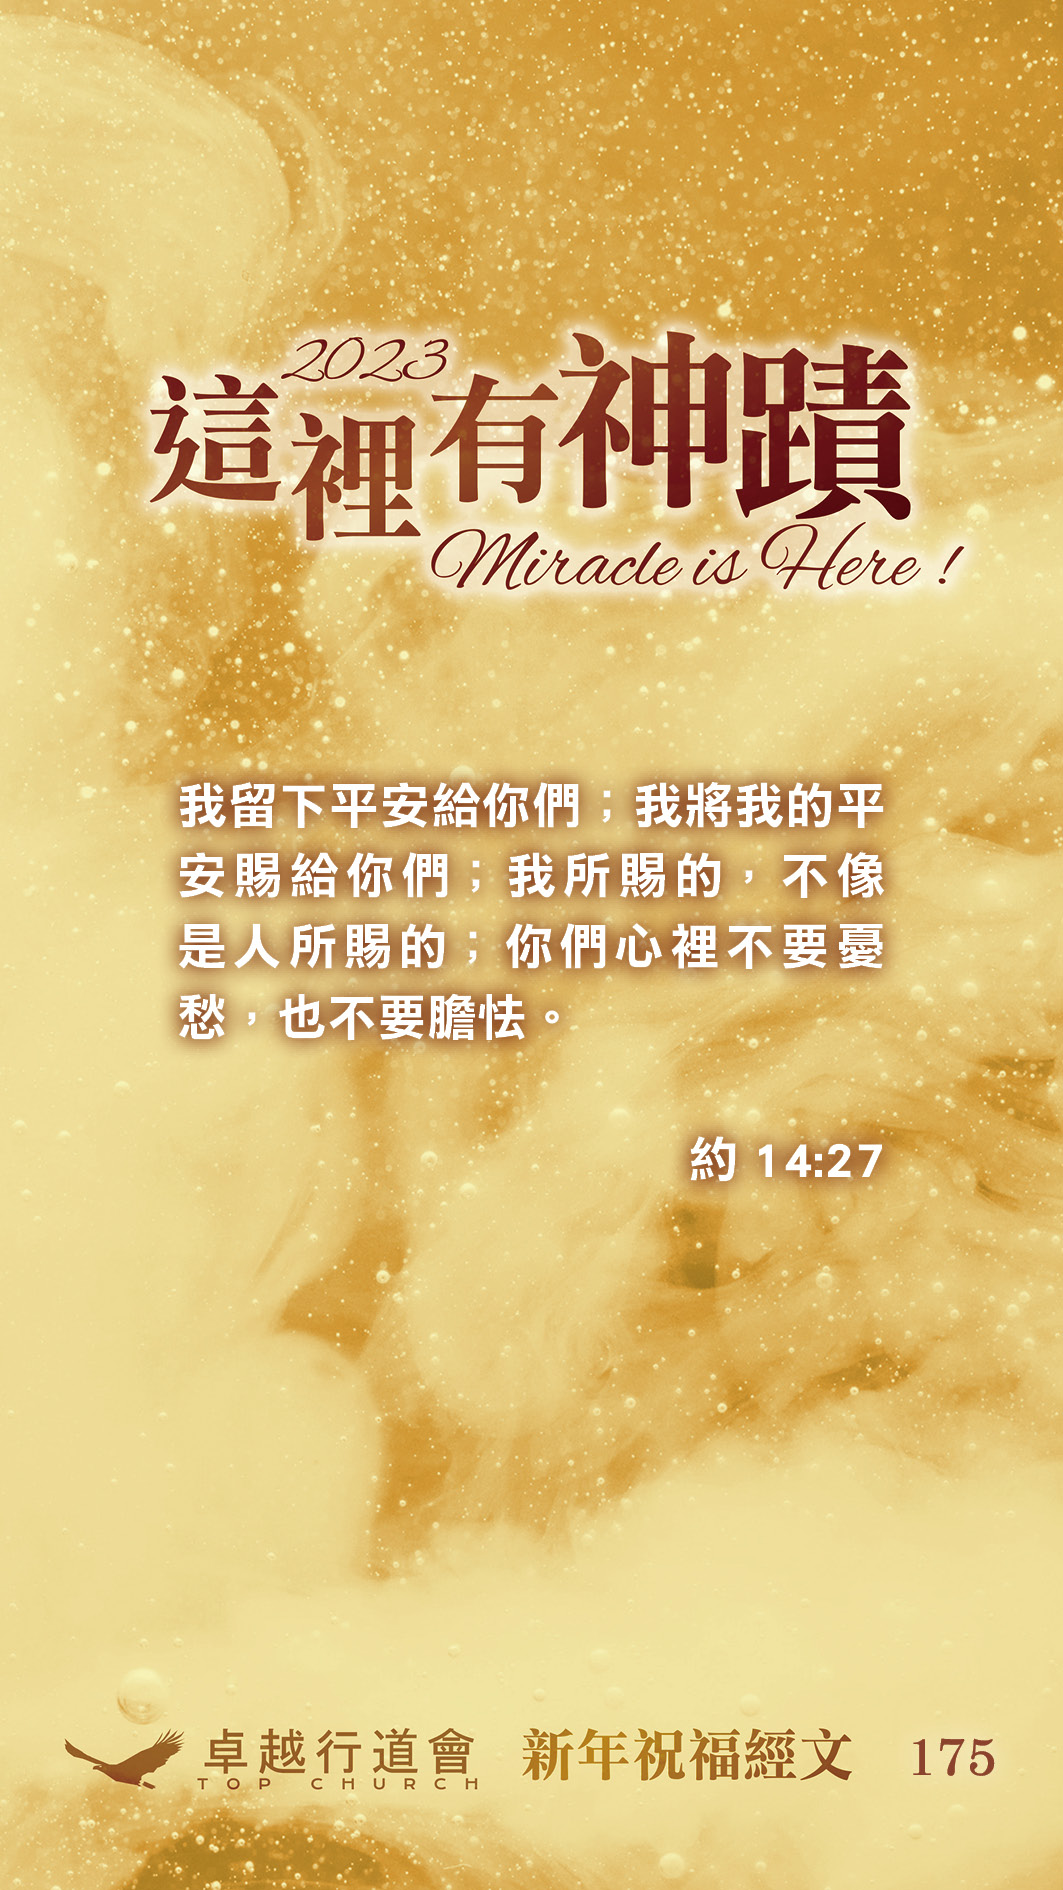 2023
這裡有神蹟
Miracle is Here !
我留下平安給你們；我將我的平
安賜給你們；我所賜的，不像
是人所賜的；你們心裡不要憂
愁，也不要膽怯。
約 14:27
卓越行道會
TOP CHURCH
新年祝福經文 175